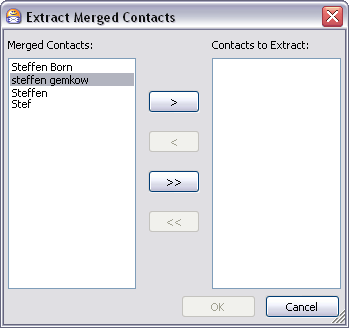 Extract Merged Contacts
Merged Contacts:
Contacts to Extract:
Steffen Born
steffen gemkow
Steffen
Stef
>
<
>>
<<
OK
Cancel